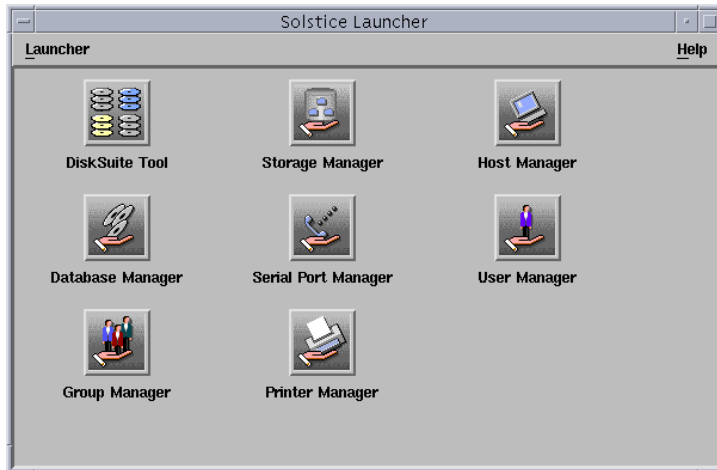 Solstice Launcher
Launcher Help
DiskSuite Tool Storage Manager Host Manager
Database Manager Serial Port Manager User Manager
Group Manager Printer Manager